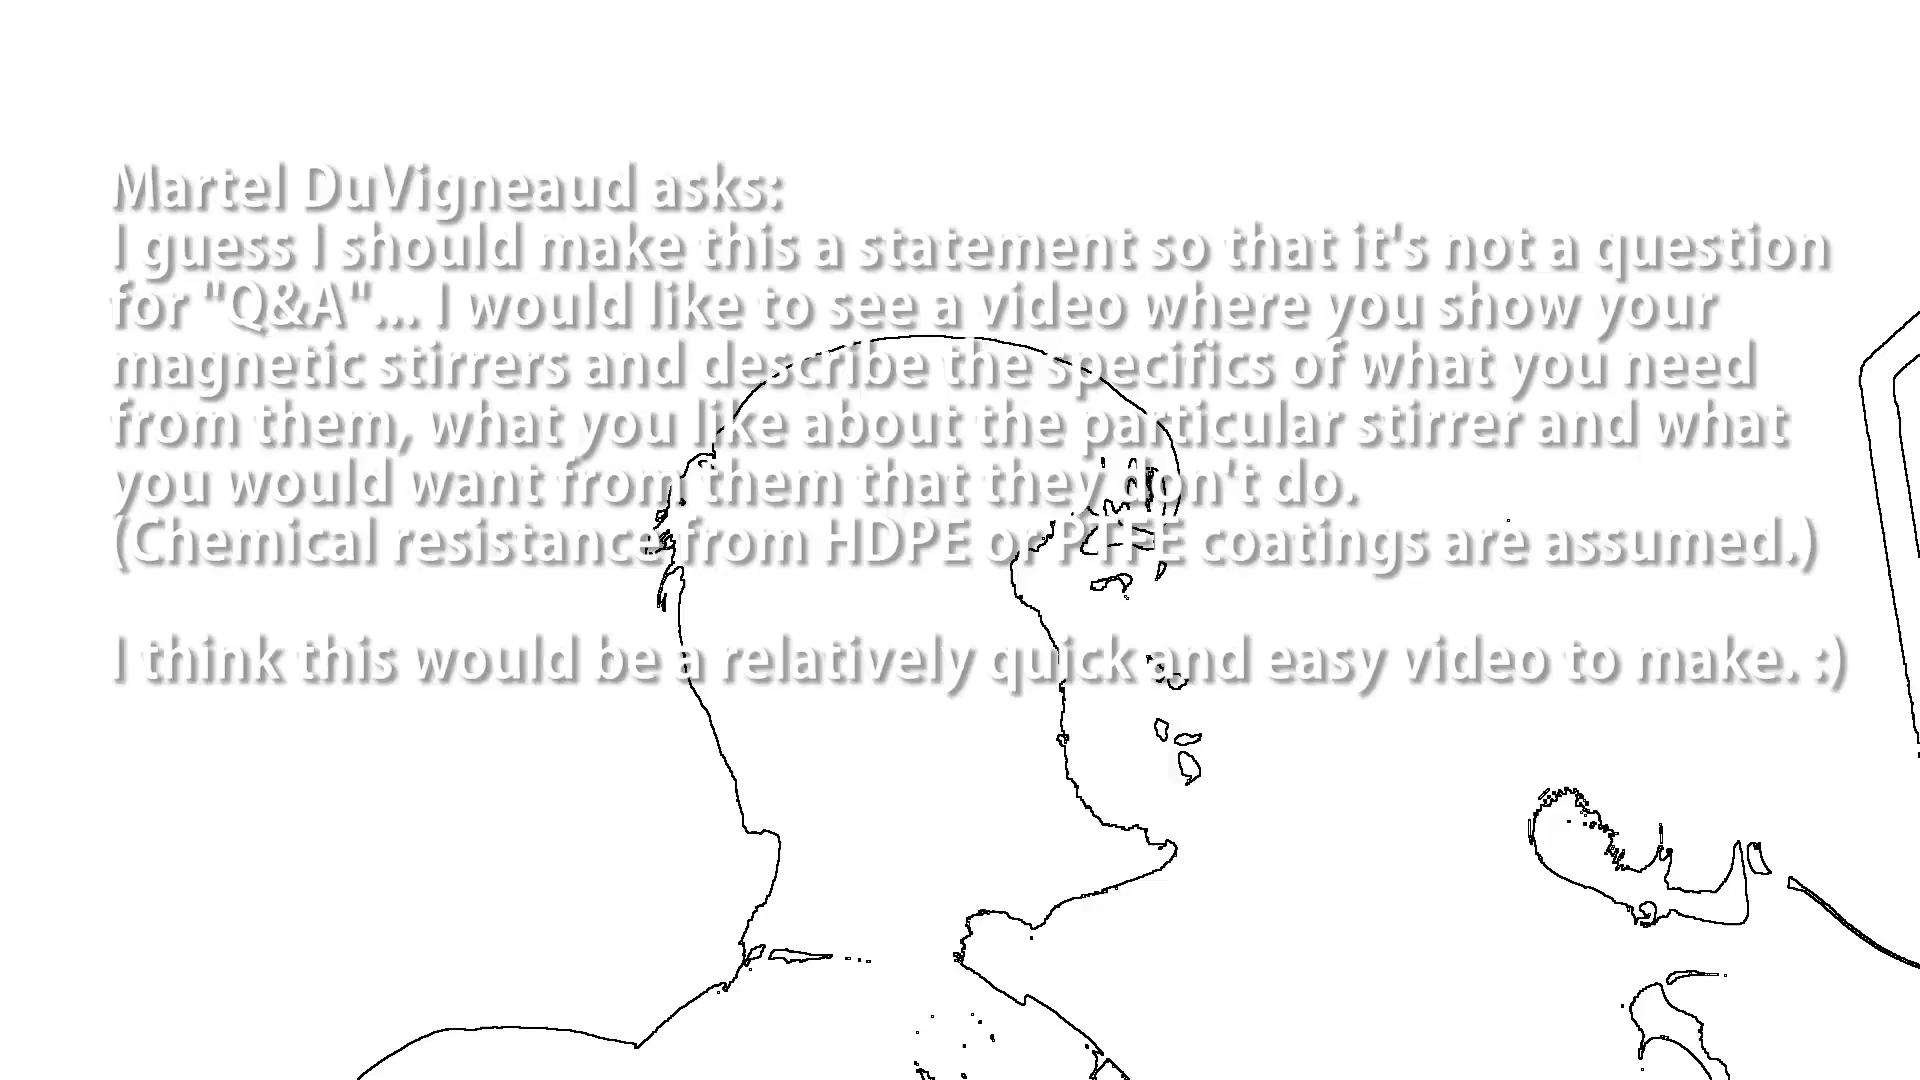 Martel DuVigneaud asks:
I guess I should make this a statement so that it's not a question
for "Q&A"... I would like to see a video where you show your
magnetic stirrers and describe the specifics of what you need
from them, what you like about the particular stirrer and what
you would want from them that they don't do.
(Chemical resistance from HDPE or PTFE coatings are assumed.)
I think this would be a relatively quick and easy video to make. :)